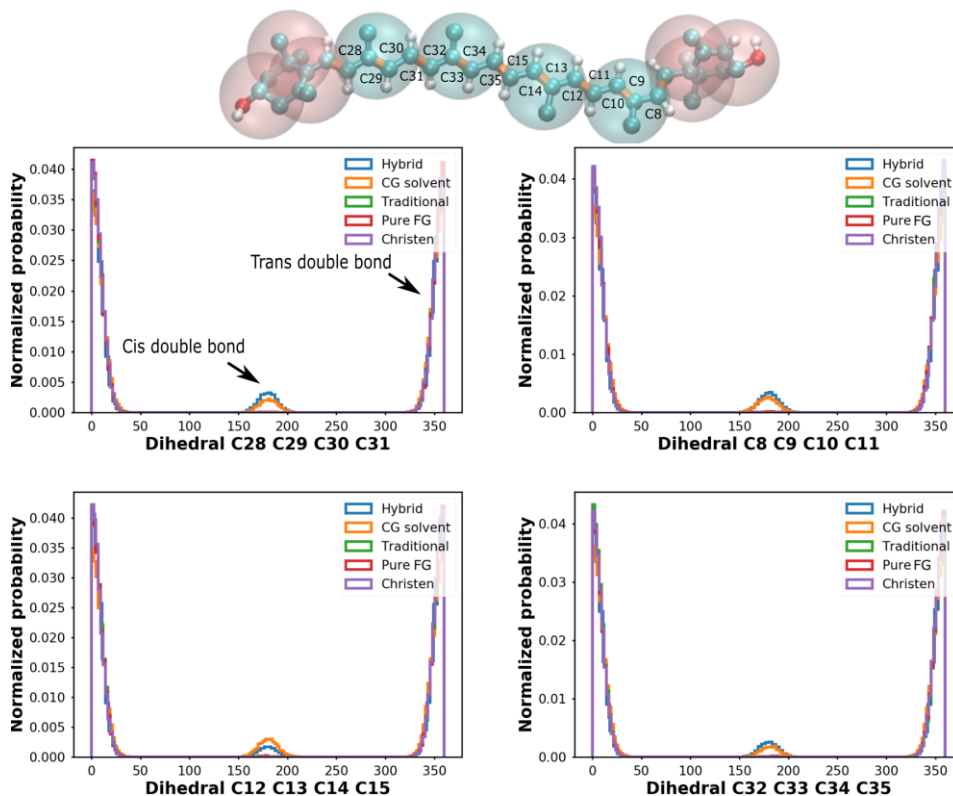 C28 C30 C32 C34 C15 C13 C11 C9
C29 C31 C33 C35 C14 C12 C10 C8
Normalized probability
0.040
0.035
0.030
0.025
0.020
0.015
0.010
0.005
0.000
Hybrid
CG solvent
Traditional
Pure FG
Christen
Trans double bond
Cis double bond
0 50 100 150 200 250 300 350
Dihedral C28 C29 C30 C31
Normalized probability
0.04
0.03
0.02
0.01
0.00
Hybrid
CG solvent
Traditional
Pure FG
Christen
0 50 100 150 200 250 300 350
Dihedral C8 C9 C10 C11
Normalized probability
0.040
0.035
0.030
0.025
0.020
0.015
0.010
0.005
0.000
Hybrid
CG solvent
Traditional
Pure FG
Christen
0 50 100 150 200 250 300 350
Dihedral C12 C13 C14 C15
Normalized probability
0.04
0.03
0.02
0.01
0.00
Hybrid
CG solvent
Traditional
Pure FG
Christen
0 50 100 150 200 250 300 350
Dihedral C32 C33 C34 C35